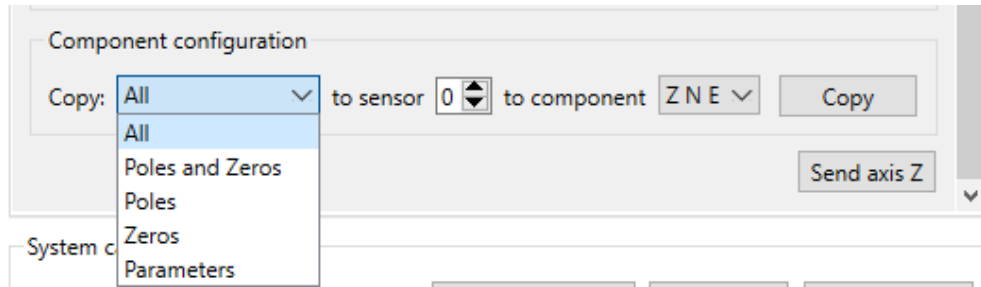 Component configuration
Copy: All to sensor 0 to component Z N E Copy
All
Poles and Zeros
Poles
Send axis Z
Zeros
System c
Parameters